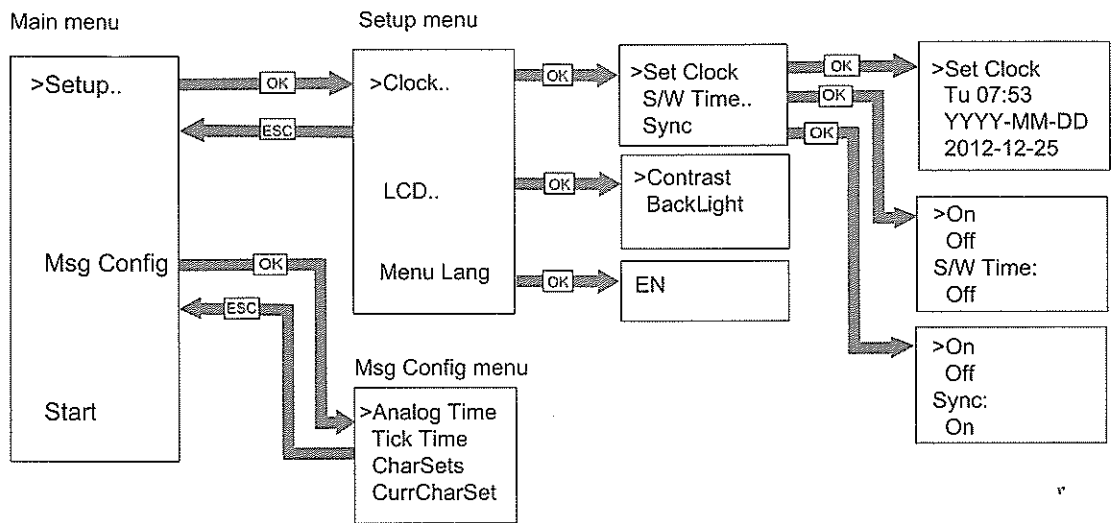 Main menu
>Setup..
Msg Config
Start
OK
ESC
OK
ESC
Setup menu
>Clock..
LCD..
Menu Lang
OK
OK
OK
>Set Clock
S/W Time..
Sync
>Contrast
BackLight
EN
OK
OK
OK
>Set Clock
Tu 07:53
YYYY-MM-DD
2012-12-25
>On
Off
S/W Time:
Off
>On
Off
Sync:
On
Msg Config menu
>Analog Time
Tick Time
CharSets
CurrCharSet